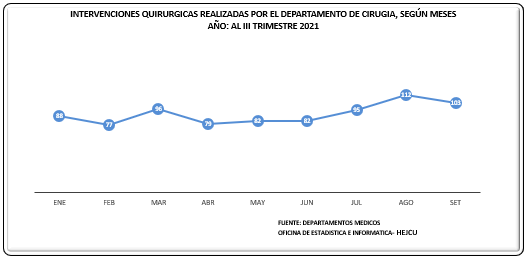 INTERVENCIONES QUIRURGICAS REALIZADAS POR EL DEPARTAMENTO DE CIRUGIA, SEGÚN MESES
AÑO: AL III TRIMESTRE 2021
88 77 96 79 82 82 95 112 103
ENE FEB MAR ABR MAY JUN JUL AGO SET
FUENTE: DEPARTAMENTOS MEDICOS
OFICINA DE ESTADISTICA E INFORMATICA- HEJCU